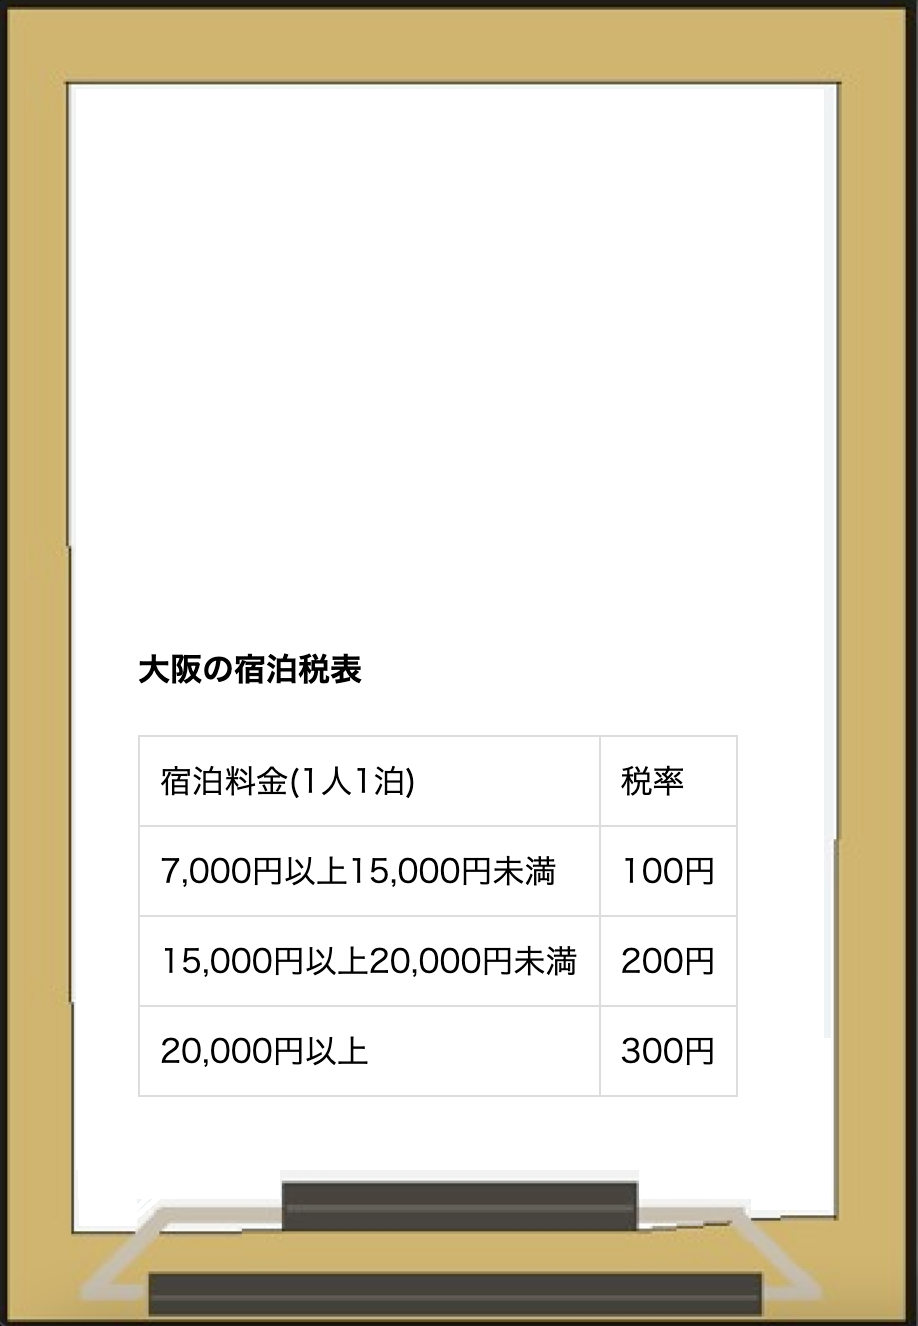 大阪の宿泊税表
宿泊料金(1人1泊) 税率
7,000円以上15,000円未満 100円
15,000円以上20,000円未満 200円
20,000円以上 300円